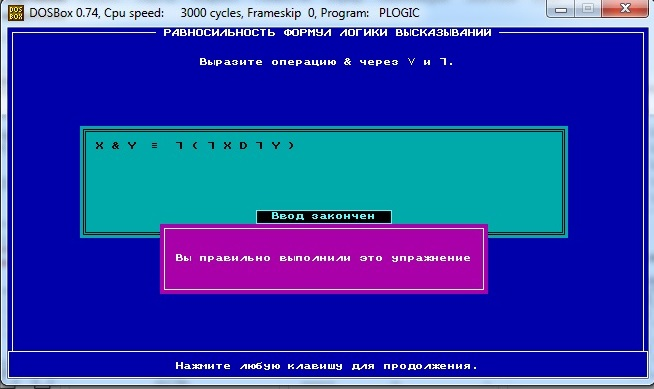 DOSBox 0.74, Cpu speed: 3000 cycles, Frameskip 0, Program: PLOGIC
РАВНОСИЛЬНОСТЬ ФОРМУЛ ЛОГИКИ ВЫСКАЗЫВАНИЙ
Выразите операцию & через V и ˥.
X & Y ≡ ˥ ( ˥ X D ˥ Y )
Ввод закончен
Вы правильно выполнили это упражнение
Нажмите любую клавишу для продолжения.